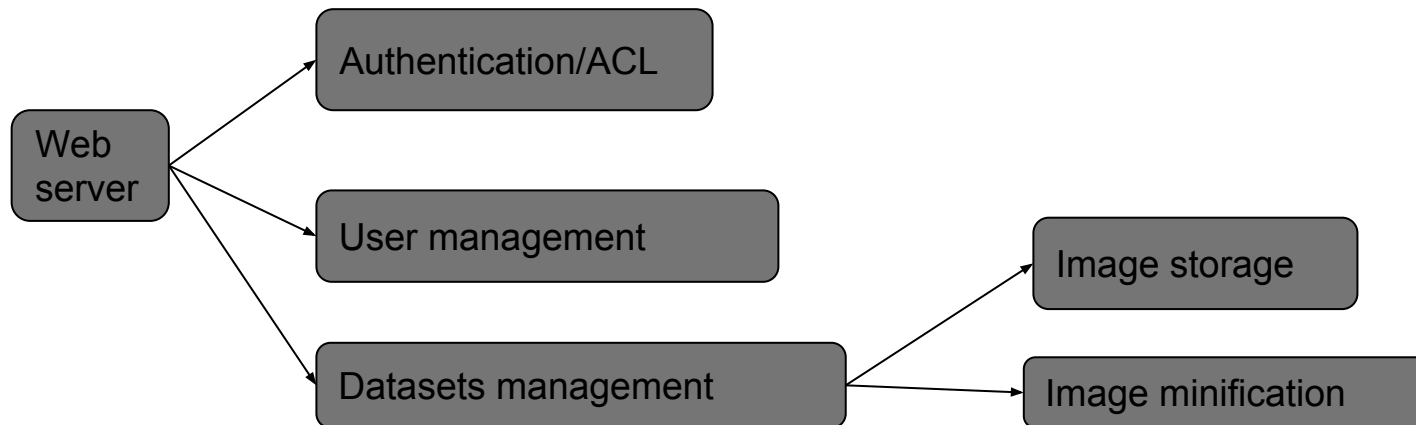 Authentication/ACL
Web
server
User management
Image storage
Datasets management
Image minification